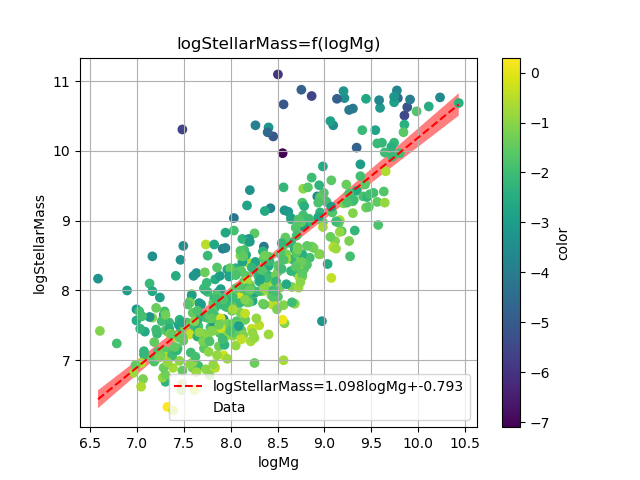 logStellarMass=f(logMg)
11
10
9
8
7
logStellarMass
6.5 7.0 7.5 8.0 8.5 9.0 9.5 10.0 10.5
logMg
logStellarMass=1.098logMg+-0.793
Data
0
−1
−2
−3
−4
−5
−6
−7
color